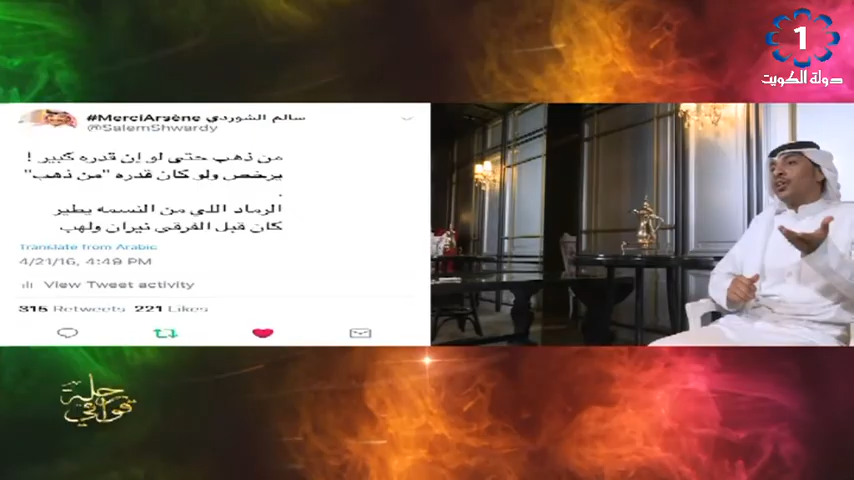 1
دولة الكويت
#MerciArsène سالم الشوردي
@SalemShwardy
من ذهب حتى لو إن قدره كبير !
يرخص ولو كان قدره "من ذهب"
.
الرماد اللي من النسمه يطير
كان قبل الفرقى نيران ولهب
Translate from Arabic
4/21/16, 4:49 PM
View Tweet activity
315 Retweets 221 Likes
رحلة
قوافي